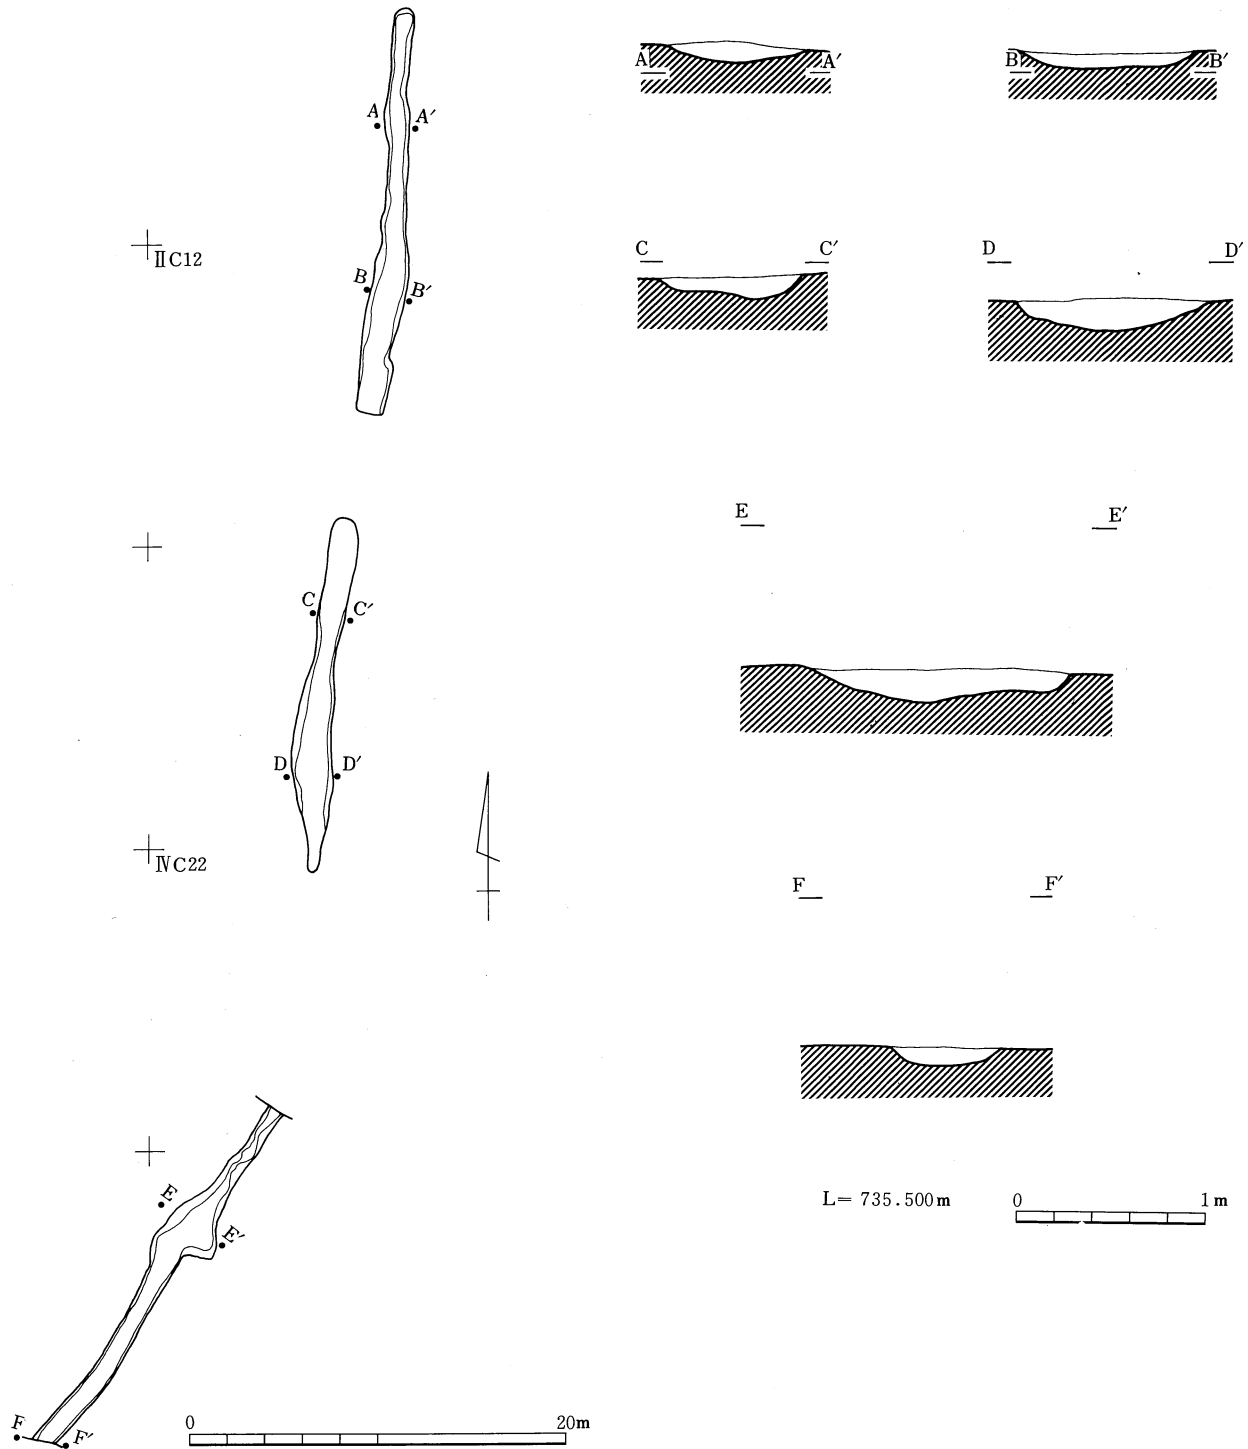 A A′
B B′
A A′
C C′
D D′
ⅡC12
B B′
E E′
C C′
D D′
F F′
ⅣC22
E
E′
L= 735.500m
0 1m
F F′
0 20m